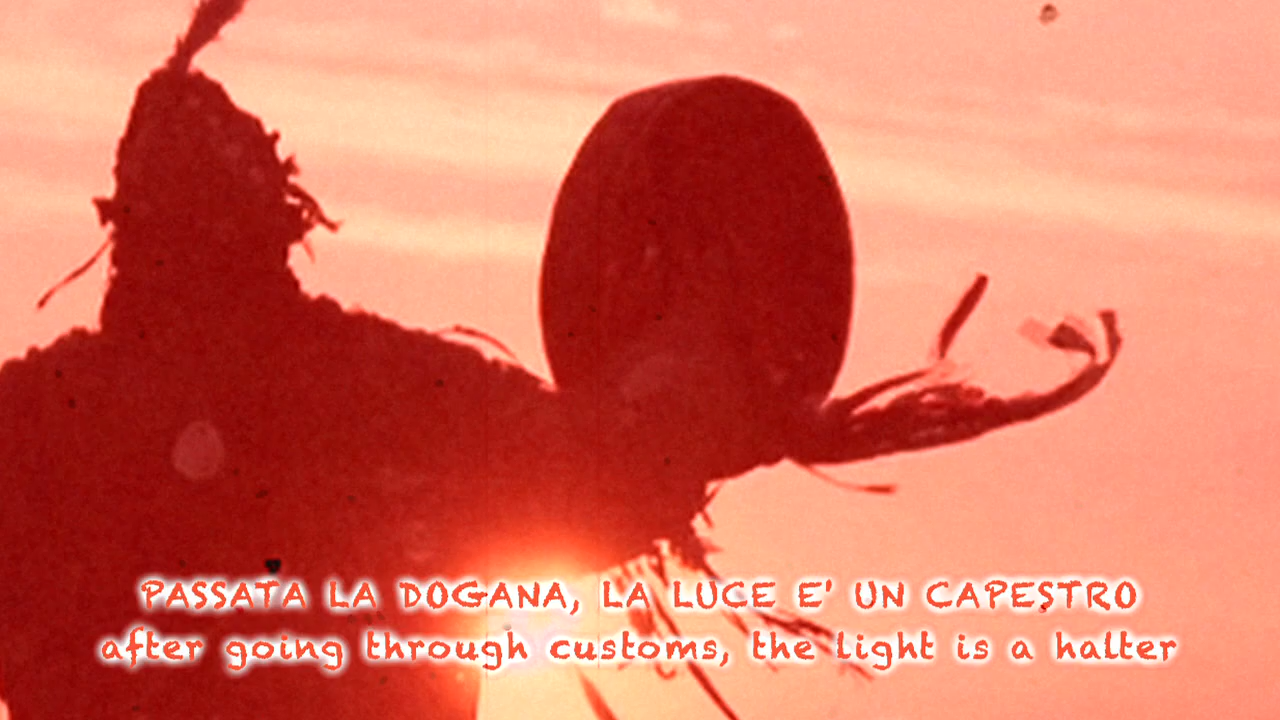 PASSATA LA DOGANA, LA LUCE E' UN CAPESTRO
after going through customs, the light is a halter